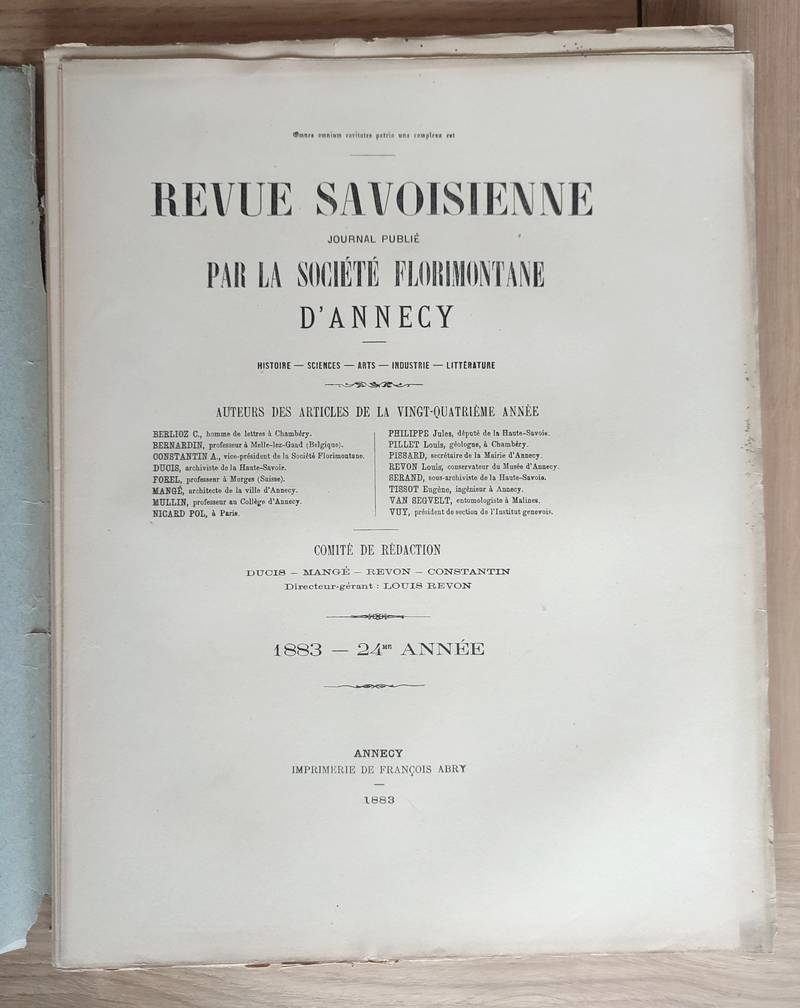 Omnes omnium caritates patria una complexa est
REVUE SAVOISIENNE
JOURNAL PUBLIÉ
PAR LA SOCIÉTÉ FLORIMONTANE
D'ANNECY
HISTOIRE — SCIENCES — ARTS — INDUSTRIE — LITTÉRATURE
AUTEURS DES ARTICLES DE LA VINGT-QUATRIÈME ANNÉE
BERLIOZ C., homme de lettres à Chambéry.
BERNARDIN, professeur à Melle-lez-Gand (Belgique).
CONSTANTIN A., vice-président de la Société Florimontane.
DUCIS, archiviste de la Haute-Savoie.
FOREL, professeur à Morges (Suisse).
MANGÉ, architecte de la ville d'Annecy.
MULLIN, professeur au Collège d'Annecy.
NICARD POL, à Paris.
PHILIPPE Jules, député de la Haute-Savoie.
PILLET Louis, géologue, à Chambéry.
PISSARD, secrétaire de la Mairie d'Annecy.
REVON Louis, conservateur du Musée d'Annecy.
SERAND, sous-archiviste de la Haute-Savoie.
TISSOT Eugène, ingénieur à Annecy.
VAN SEGVELT, entomologiste à Malines.
VUY, président de section de l'Institut genevois.
COMITÉ DE RÉDACTION
DUCIS — MANGÉ — REVON — CONSTANTIN
Directeur-gérant : LOUIS REVON
1883 — 24ME ANNÉE
ANNECY
IMPRIMERIE DE FRANÇOIS ABRY
1883